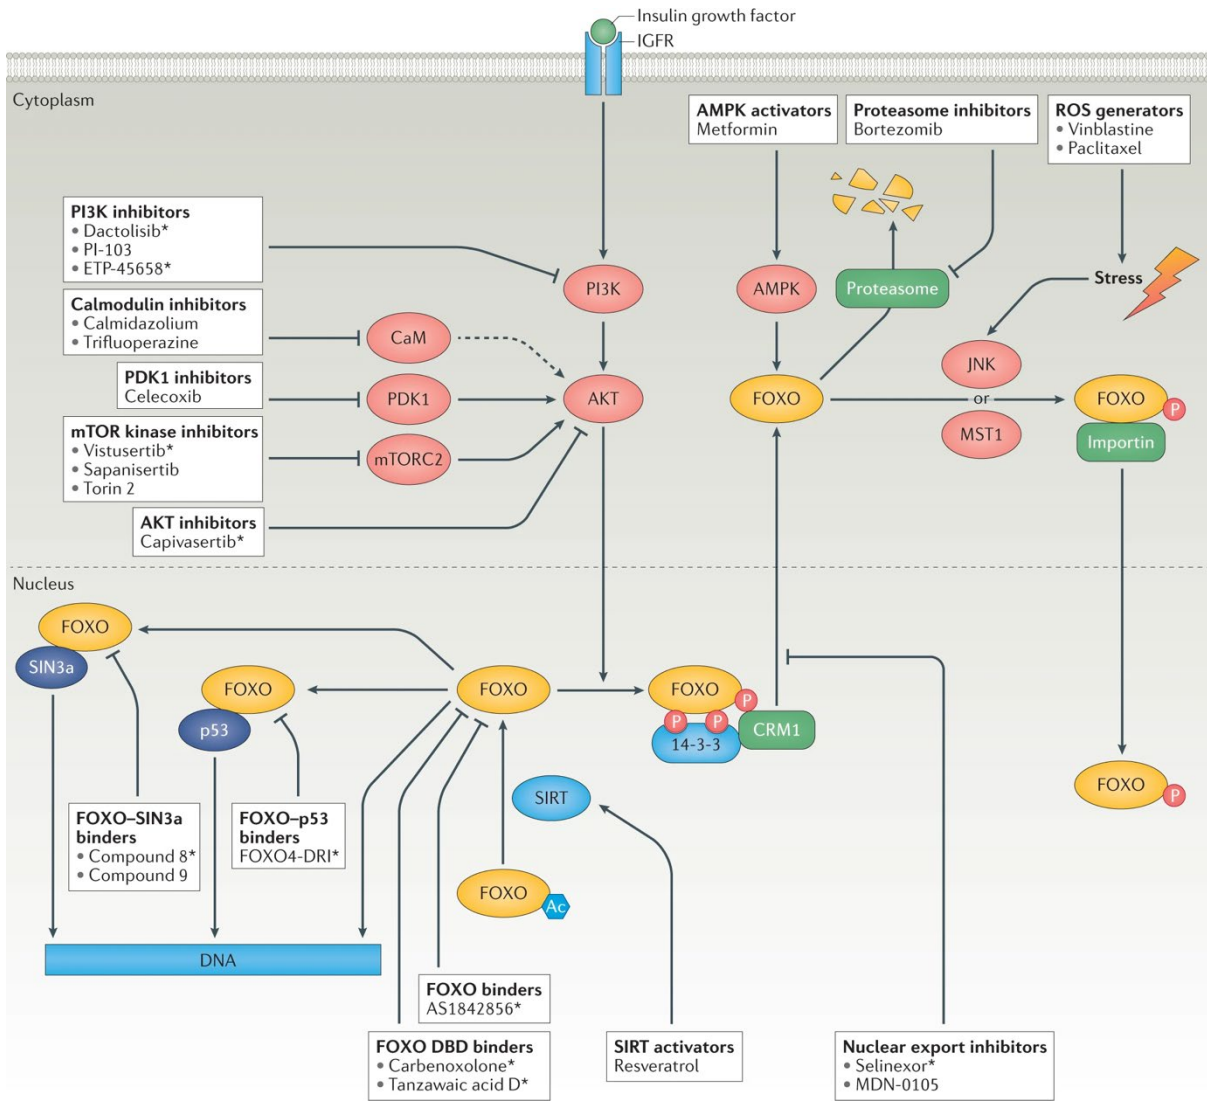 Insulin growth factor
IGFR
Cytoplasm
AMPK activators
Metformin
Proteasome inhibitors
Bortezomib
ROS generators
• Vinblastine
• Paclitaxel
PI3K inhibitors
• Dactolisib*
• PI-103
• ETP-45658*
PI3K
AMPK
Proteasome
Stress
Calmodulin inhibitors
• Calmidazolium
• Trifluoperazine
CaM
JNK
or
MST1
PDK1 inhibitors
Celecoxib
PDK1
AKT
FOXO
FOXO
P
Importin
mTOR kinase inhibitors
• Vistusertib*
• Sapanisertib
• Torin 2
mTORC2
AKT inhibitors
Capivasertib*
Nucleus
FOXO
SIN3a
FOXO
p53
FOXO
FOXO
P
P
P
14-3-3
CRM1
FOXO
P
SIRT
FOXO–SIN3a
binders
• Compound 8*
• Compound 9
FOXO–p53
binders
FOXO4-DRI*
FOXO
Ac
DNA
FOXO binders
AS1842856*
FOXO DBD binders
• Carbenoxolone*
• Tanzawaic acid D*
SIRT activators
Resveratrol
Nuclear export inhibitors
• Selinexor*
• MDN-0105